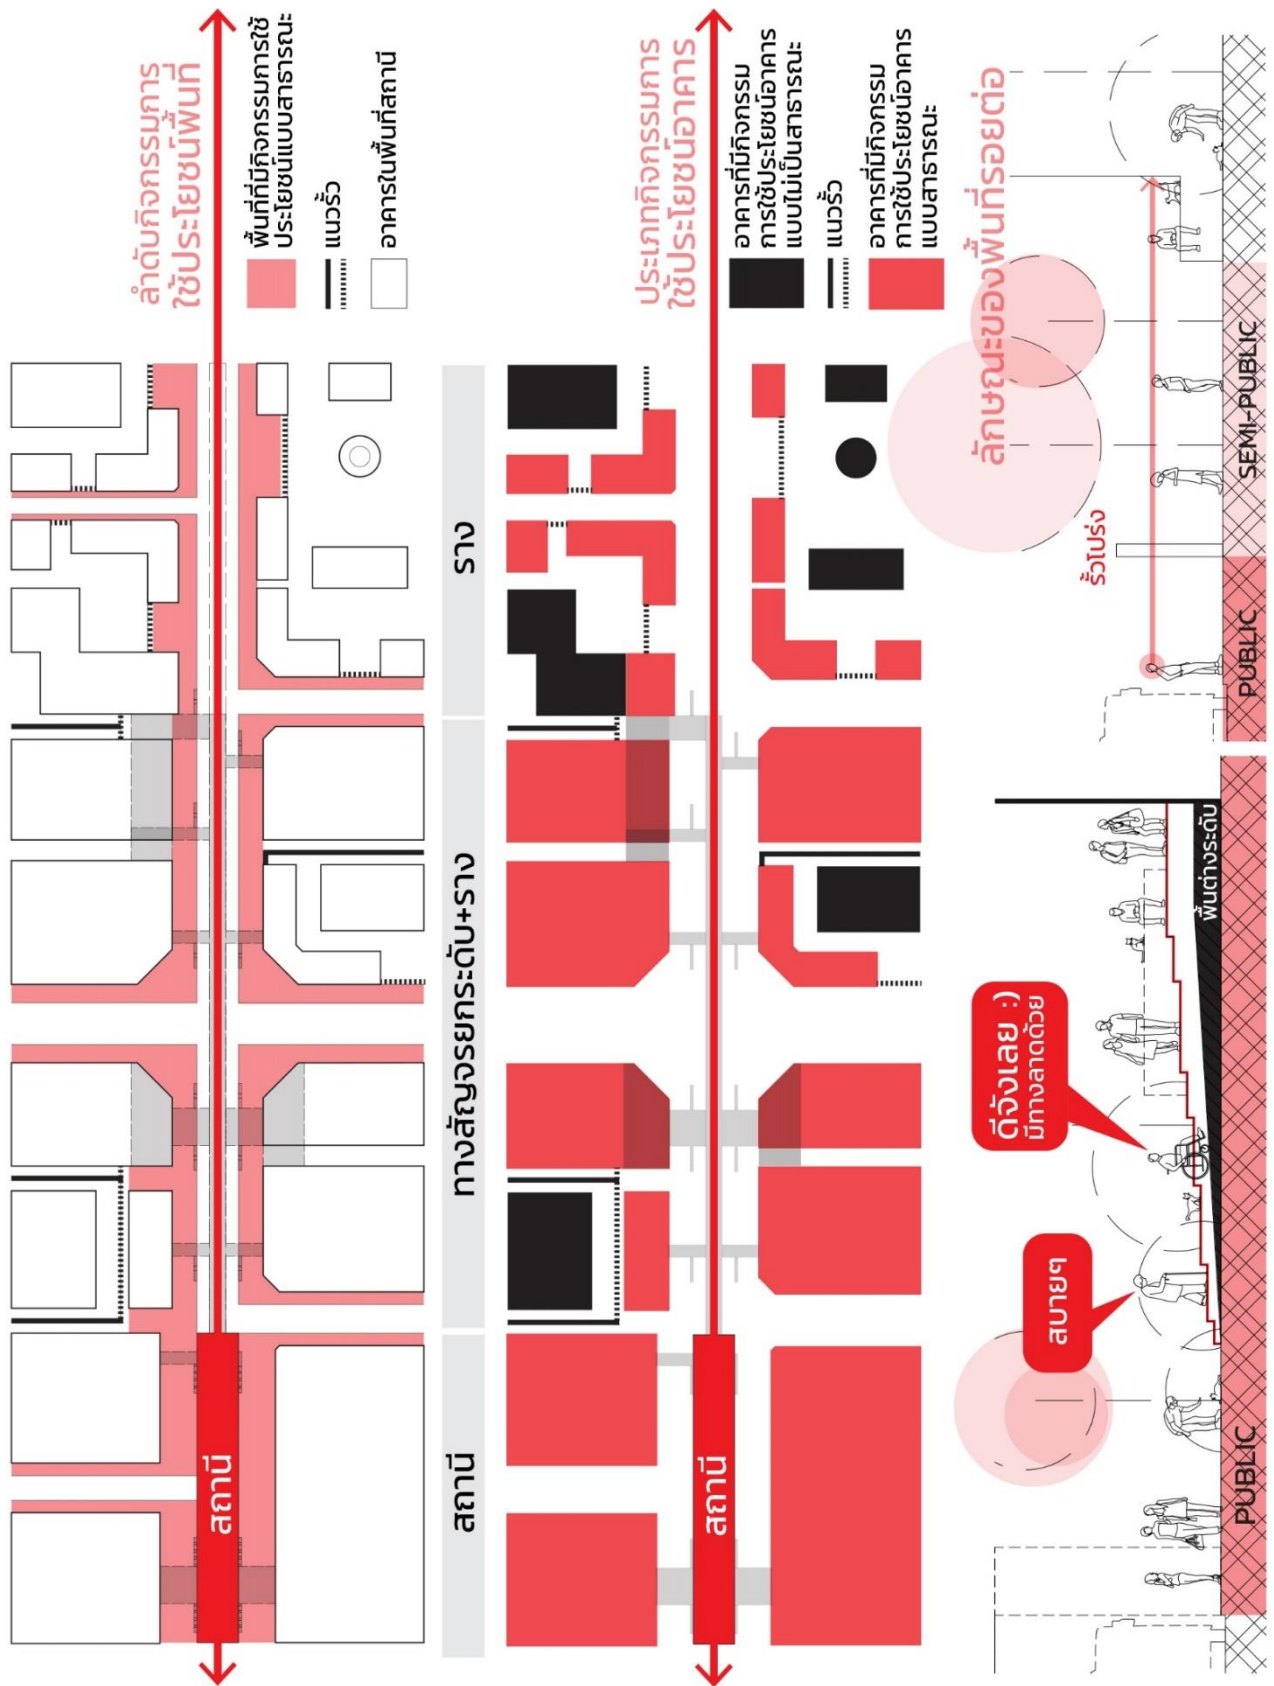 ลำดับกิจกรรมการ
ใช้ประโยชน์พื้นที่
พื้นที่ที่มีกิจกรรมการใช้
ประโยชน์แบบสาธารณะ
แนวรั้ว
อาคารในพื้นที่สถานี
สถานี
สถานี
ทางสัญจรยกระดับ+ราง
ราง
ประเภทกิจกรรมการ
ใช้ประโยชน์อาคาร
อาคารที่มีกิจกรรม
การใช้ประโยชน์อาคาร
แบบไม่เป็นสาธารณะ
แนวรั้ว
อาคารที่มีกิจกรรม
การใช้ประโยชน์อาคาร
แบบสาธารณะ
สถานี
ลักษณะของพื้นที่รอยต่อ
สบายๆ
ดีจังเลย :)
มีทางลาดด้วย
พื้นต่างระดับ
PUBLIC
รั้วโปร่ง
PUBLIC
SEMI-PUBLIC